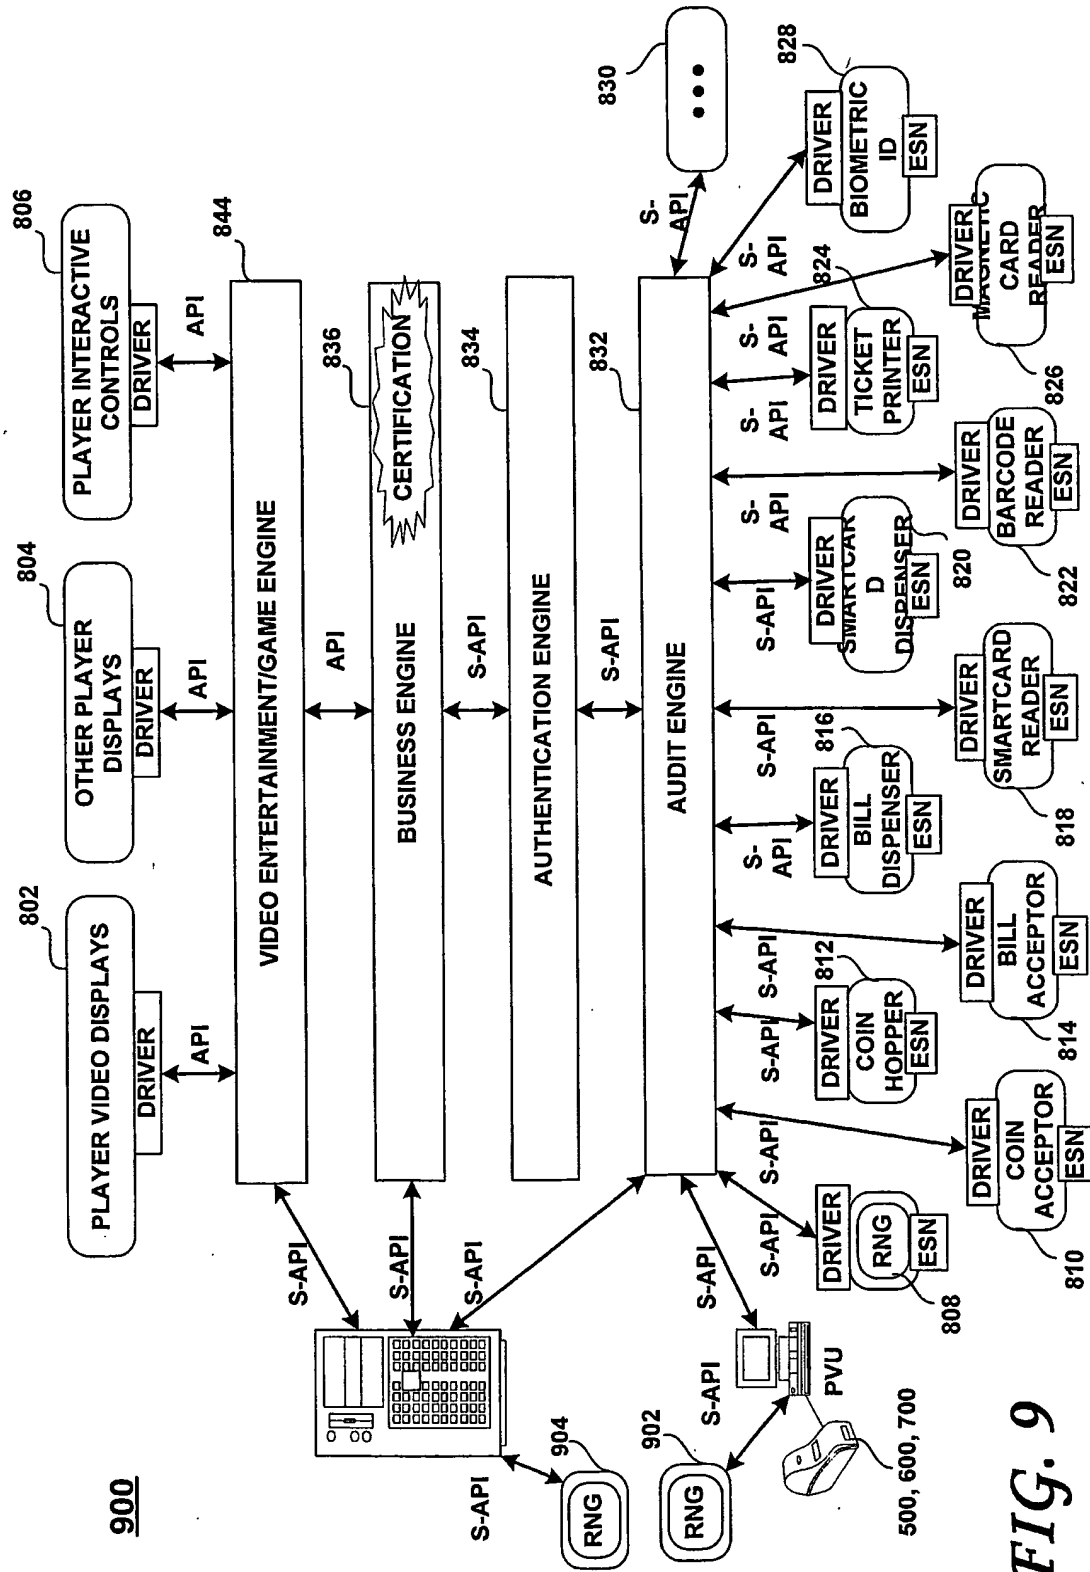 900
802
PLAYER VIDEO DISPLAYS
DRIVER
API
804
OTHER PLAYER
DISPLAYS
DRIVER
API
806
PLAYER INTERACTIVE
CONTROLS
DRIVER
API
844
VIDEO ENTERTAINMENT/GAME ENGINE
S-API
API
836
BUSINESS ENGINE
CERTIFICATION
S-API
S-API
834
AUTHENTICATION ENGINE
S-API
S-API
832
AUDIT ENGINE
S-API
RNG
904
RNG
902
S-API
S-API
PVU
500, 600, 700
S-API
DRIVER
RNG
ESN
808
S-API
DRIVER
COIN
ACCEPTOR
ESN
810
S-API
812
DRIVER
COIN
HOPPER
ESN
S-API
DRIVER
BILL
ACCEPTOR
ESN
814
S-
API
816
DRIVER
BILL
DISPENSER
ESN
S-API
DRIVER
SMARTCARD
READER
ESN
818
S-API
DRIVER
SMARTCAR
D
DISPENSER
ESN
820
S-
API
DRIVER
BARCODE
READER
ESN
822
S-
API
824
DRIVER
TICKET
PRINTER
ESN
S-
API
DRIVER
MAGNETIC
CARD
READER
ESN
826
S-
API
828
DRIVER
BIOMETRIC
ID
ESN
S-
API
830
•••
FIG. 9